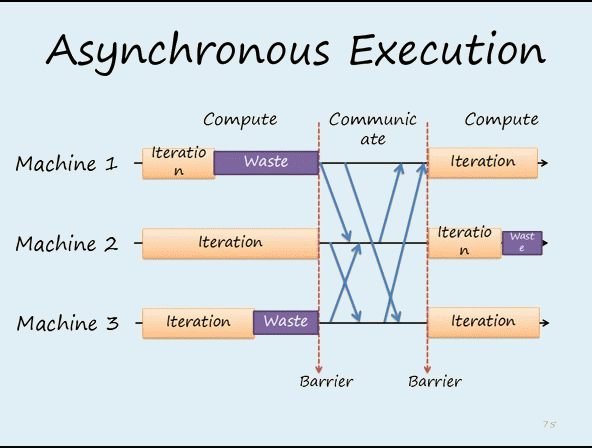 Asynchronous Execution
Compute
Communic
ate
Compute
Machine 1
Iteratio
n
Waste
Iteration
Machine 2
Iteration
Iteratio
n
Wast
e
Machine 3
Iteration
Waste
Iteration
Barrier
Barrier
75